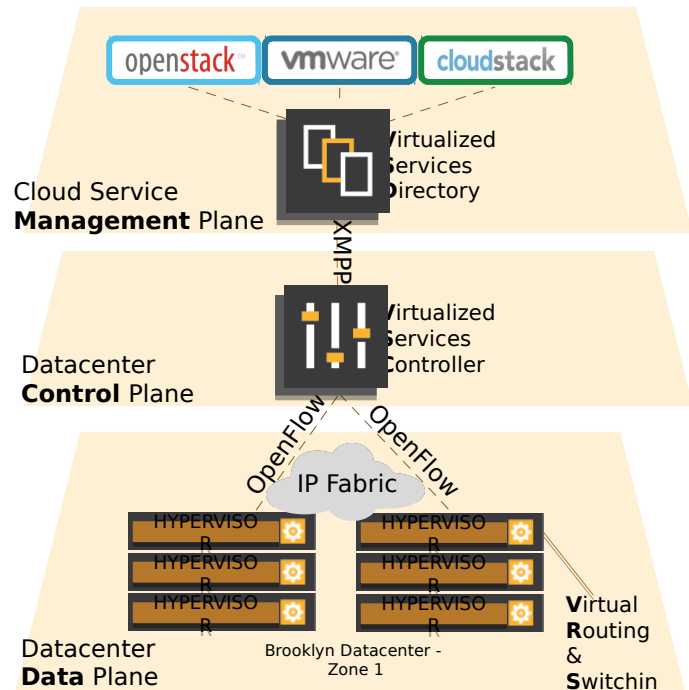 openstack™
vmware®
cloudstack
Virtualized
Services
Directory
Cloud Service
Management Plane
XMPP
Virtualized
Services
Controller
Datacenter
Control Plane
OpenFlow
OpenFlow
IP Fabric
HYPERVISO
R
HYPERVISO
R
HYPERVISO
R
HYPERVISO
R
HYPERVISO
R
HYPERVISO
R
Virtual
Routing
&
Switchin
Datacenter
Data Plane
Brooklyn Datacenter -
Zone 1